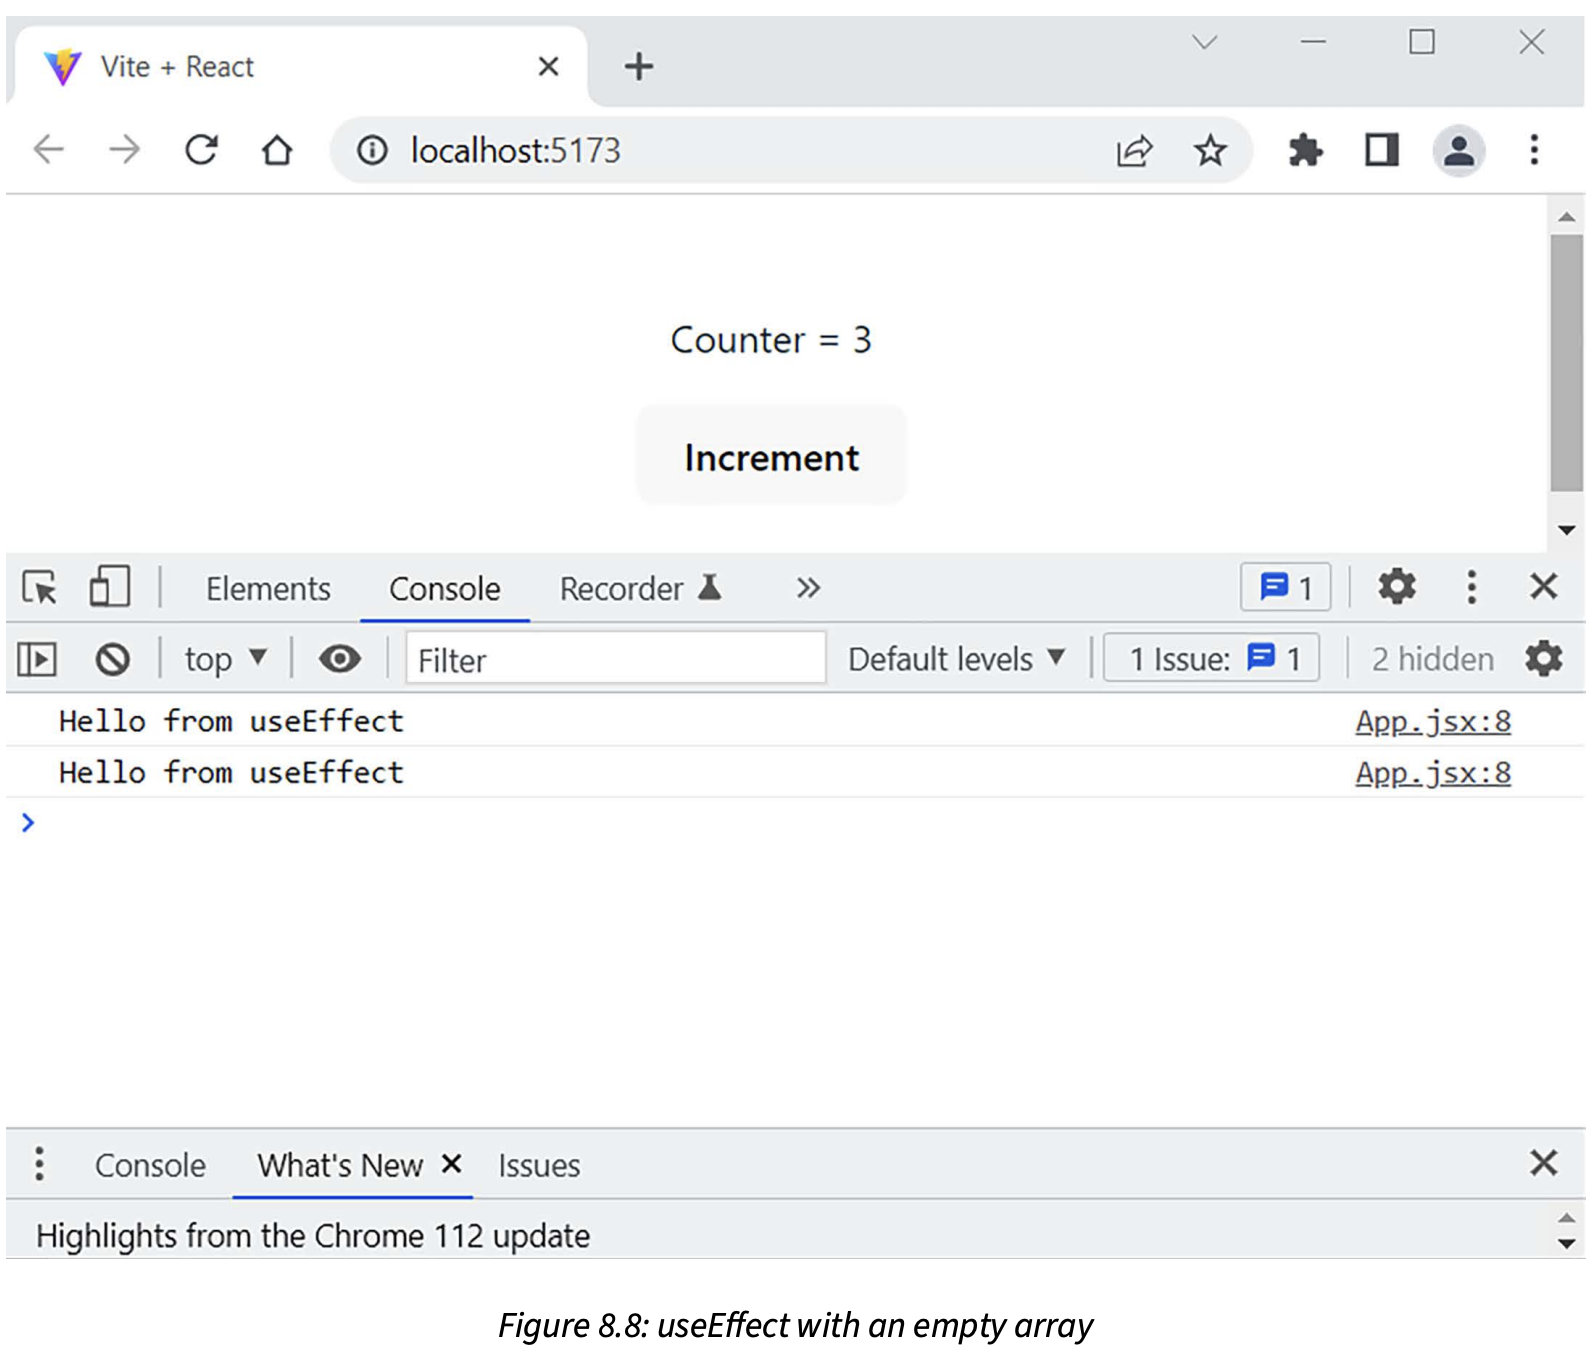 Vite + React
localhost:5173
Counter = 3
Increment
Elements Console Recorder 1
top Filter Default levels 1 Issue: 1 2 hidden
Hello from useEffect App.jsx:8
Hello from useEffect App.jsx:8
Console What's New Issues
Highlights from the Chrome 112 update
Figure 8.8: useEffect with an empty array